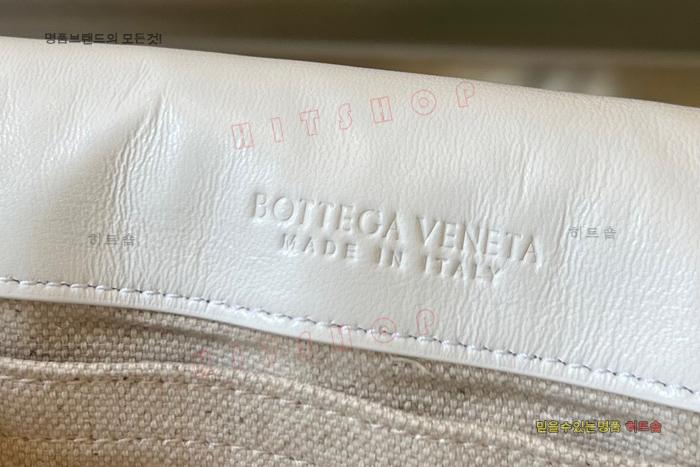 명품브랜드의 모든것!
HITSHOP
BOTTEGA VENETA
MADE IN ITALY
히트숍
히트숍
HITSHOP
믿을수있는명품 히트숍